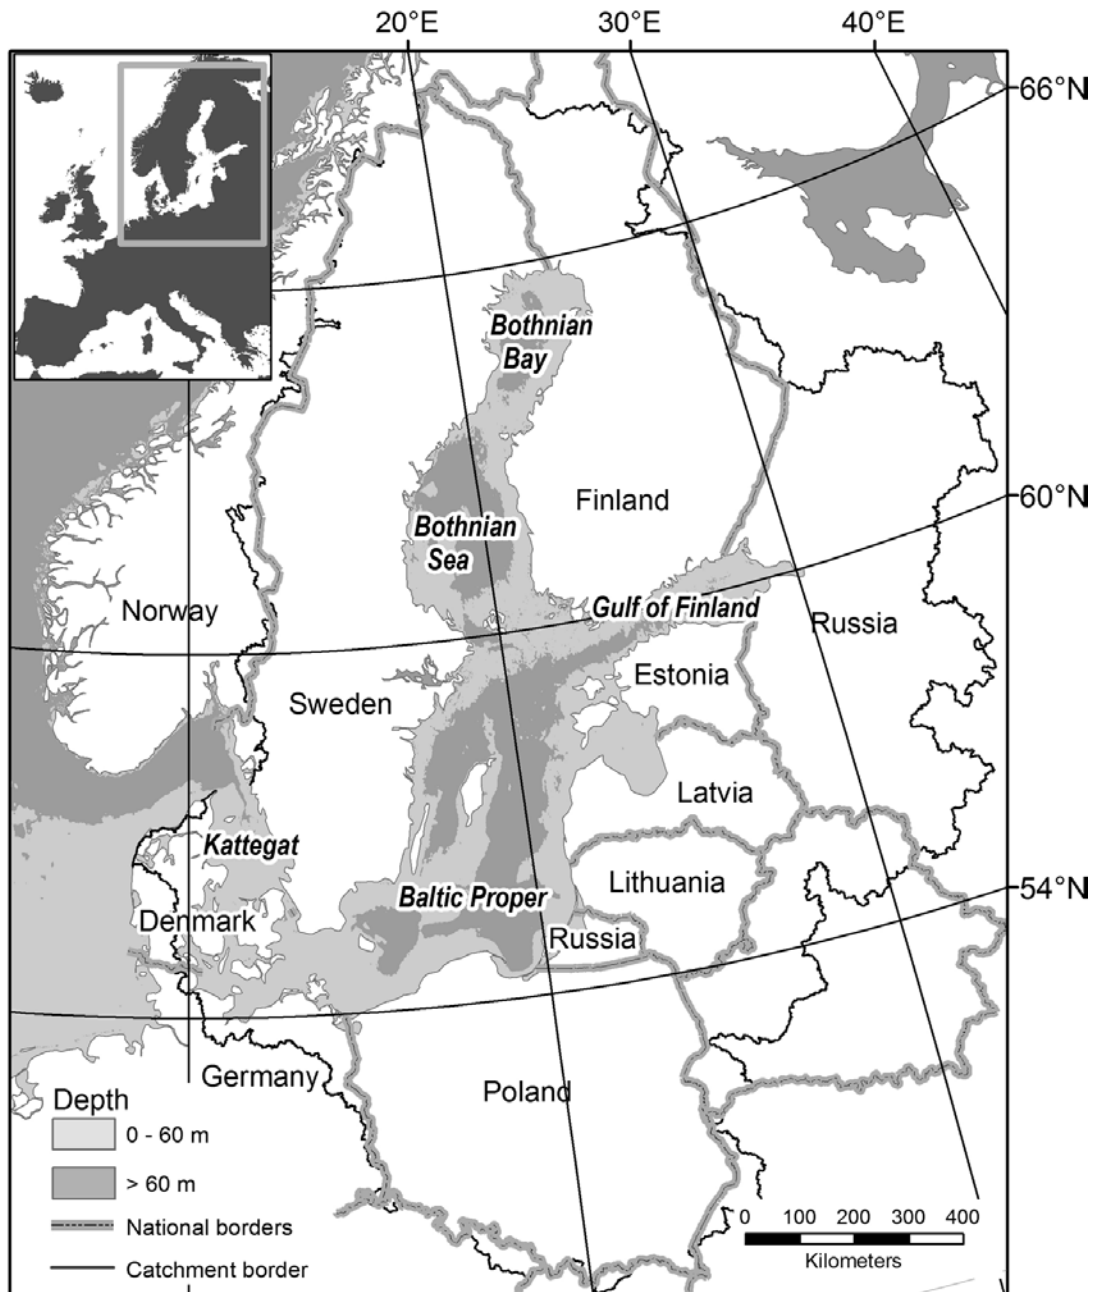 20°E 30°E 40°E
66°N
Bothnian
Bay
Finland
60°N
Bothnian
Sea
Gulf of Finland
Norway
Russia
Estonia
Sweden
Latvia
Kattegat
Lithuania
54°N
Baltic Proper
Denmark
Russia
Germany
Poland
Depth
0 - 60 m
> 60 m
National borders
Catchment border
0 100 200 300 400
Kilometers